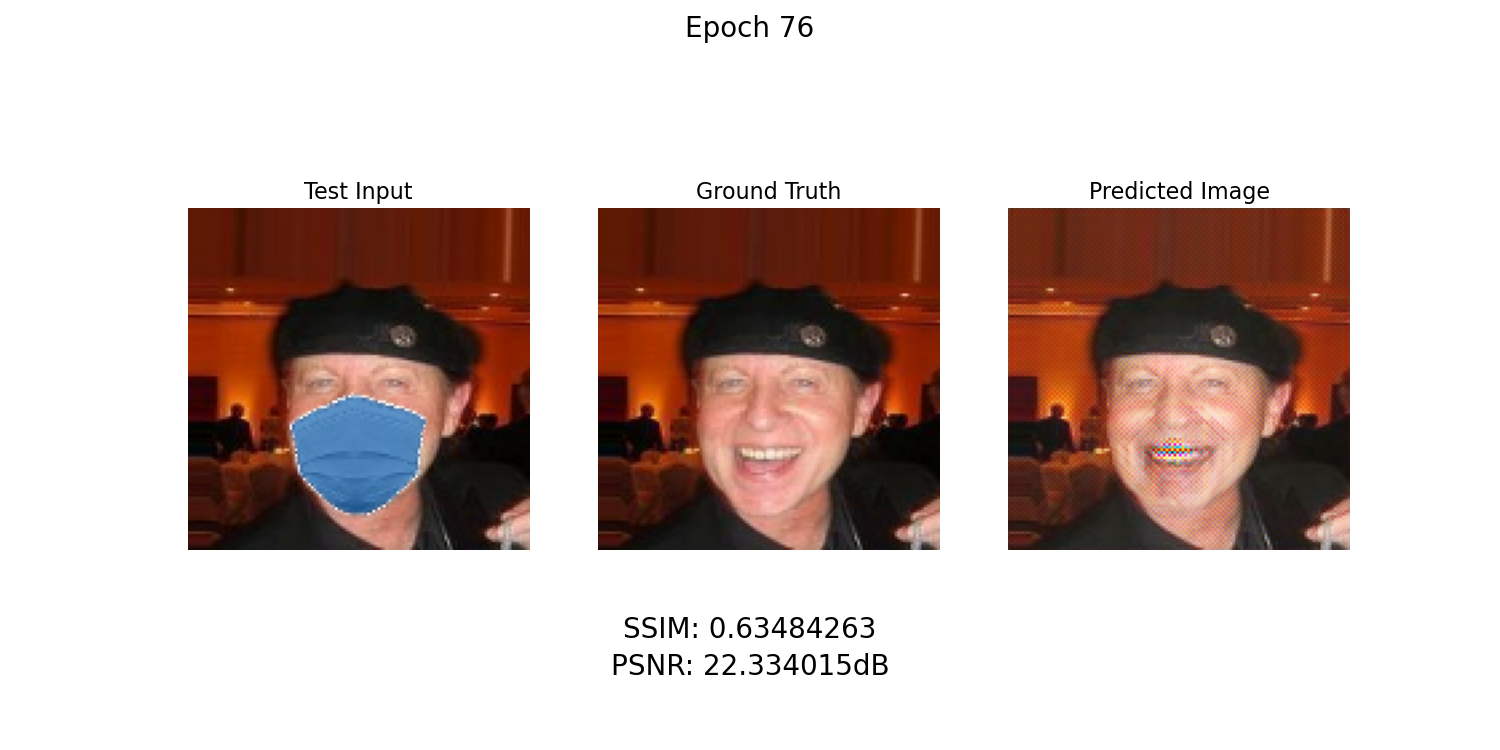 Epoch 76
Test Input
Ground Truth
Predicted Image
SSIM: 0.63484263
PSNR: 22.334015dB